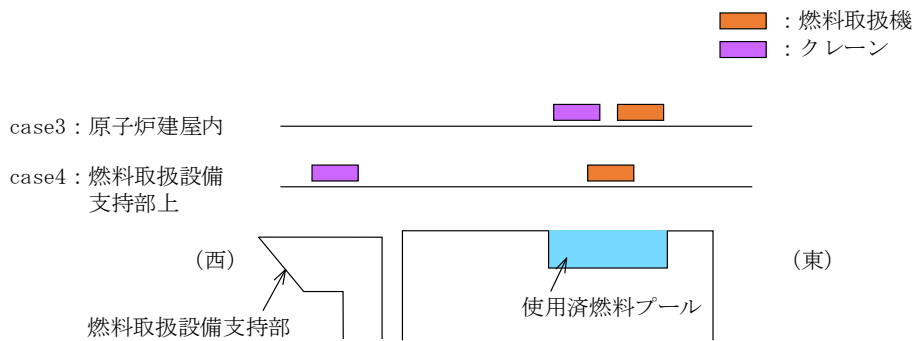 ：燃料取扱機
：クレーン
case3：原子炉建屋内
case4：燃料取扱設備
支持部上
（西）
（東）
使用済燃料プール
燃料取扱設備支持部